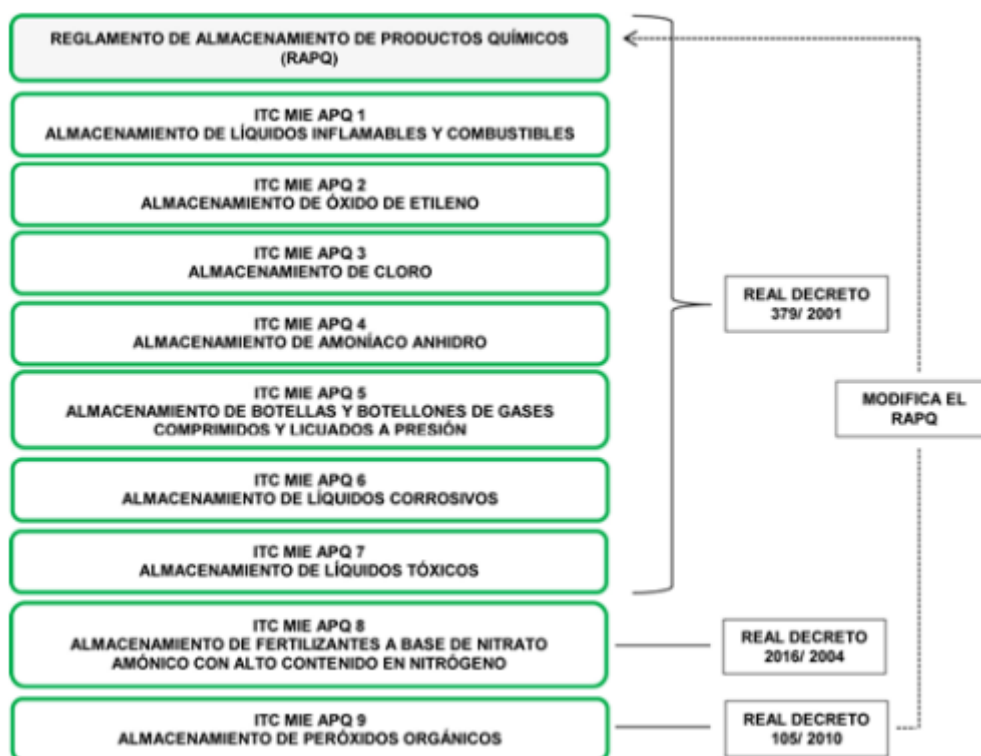 REGLAMENTO DE ALMACENAMIENTO DE PRODUCTOS QUÍMICOS
(RAPQ)
ITC MIE APQ 1
ALMACENAMIENTO DE LÍQUIDOS INFLAMABLES Y COMBUSTIBLES
ITC MIE APQ 2
ALMACENAMIENTO DE ÓXIDO DE ETILENO
ITC MIE APQ 3
ALMACENAMIENTO DE CLORO
ITC MIE APQ 4
ALMACENAMIENTO DE AMONÍACO ANHIDRO
ITC MIE APQ 5
ALMACENAMIENTO DE BOTELLAS Y BOTELLONES DE GASES
COMPRIMIDOS Y LICUADOS A PRESIÓN
ITC MIE APQ 6
ALMACENAMIENTO DE LÍQUIDOS CORROSIVOS
ITC MIE APQ 7
ALMACENAMIENTO DE LÍQUIDOS TÓXICOS
ITC MIE APQ 8
ALMACENAMIENTO DE FERTILIZANTES A BASE DE NITRATO
AMÓNICO CON ALTO CONTENIDO EN NITRÓGENO
ITC MIE APQ 9
ALMACENAMIENTO DE PERÓXIDOS ORGÁNICOS
REAL DECRETO
379/ 2001
MODIFICA EL
RAPQ
REAL DECRETO
2016/ 2004
REAL DECRETO
105/ 2010